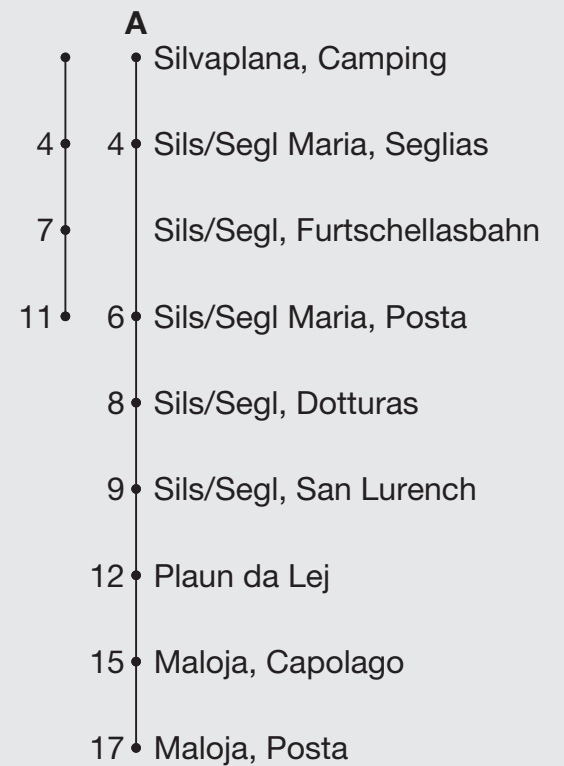 A
Silvaplana, Camping
4 4 Sils/Segl Maria, Seglias
7 Sils/Segl, Furtschellasbahn
11 6 Sils/Segl Maria, Posta
8 Sils/Segl, Dotturas
9 Sils/Segl, San Lurench
12 Plaun da Lej
15 Maloja, Capolago
17 Maloja, Posta